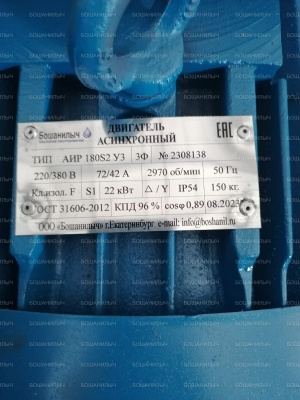 Бошанилыч
ДВИГАТЕЛЬ
АСИНХРОННЫЙ
EAC
ТИП АИР 180S2 У3 3Ф № 2308138
220/380 В 72/42 А 2970 об/мин 50 Гц
Кл.изол. F S1 22 кВт Δ / Y IP54 150 кг.
ГОСТ 31606-2012 КПД 96 % cosφ 0,89 08.2023
ООО «Бошанилыч» г.Екатеринбург e-mail: info@boshanil.ru